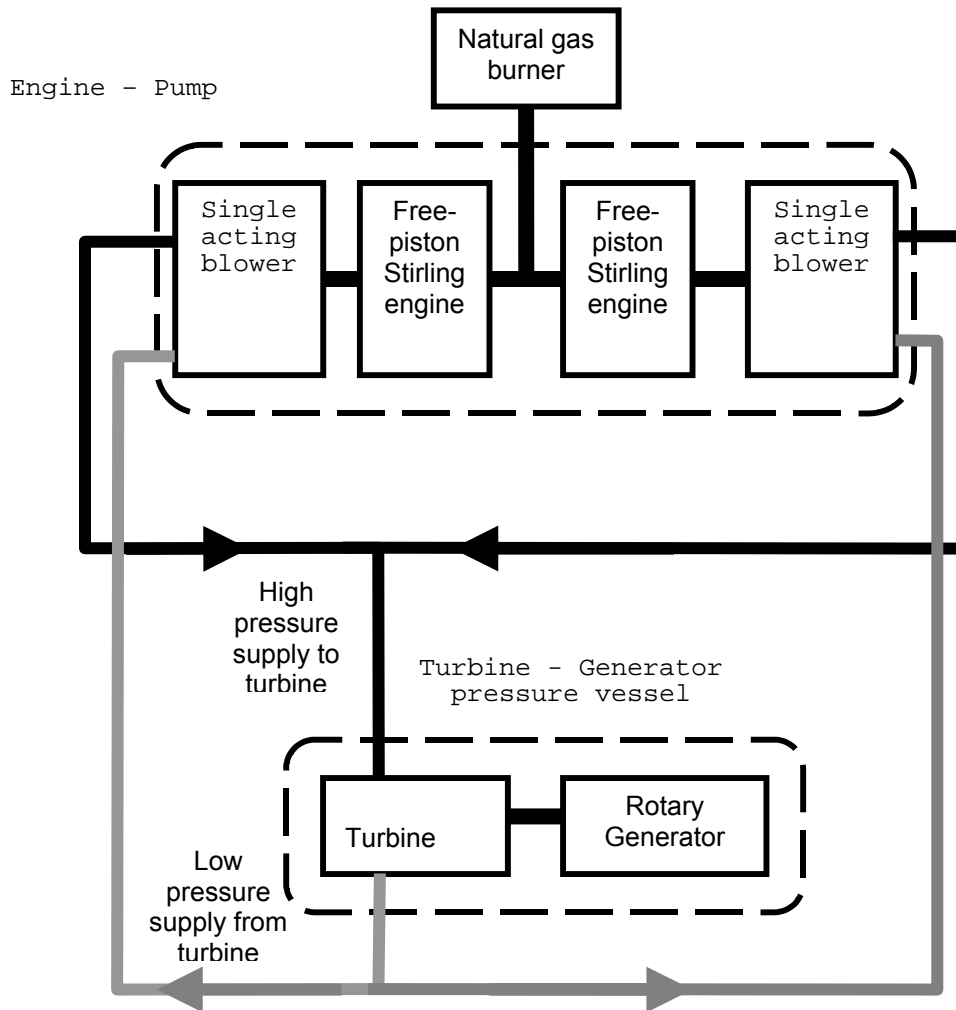 Natural gas
burner
Engine – Pump
Single
acting
blower
Free-
piston
Stirling
engine
Free-
piston
Stirling
engine
Single
acting
blower
High
pressure
supply to
turbine
Turbine - Generator
pressure vessel
Turbine
Rotary
Generator
Low
pressure
supply from
turbine